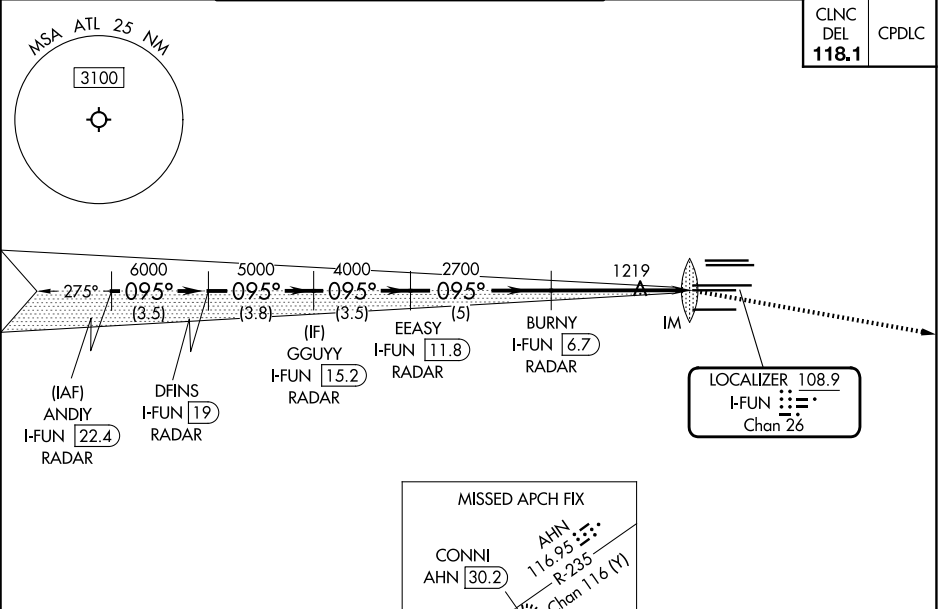 MSA ATL 25 NM
3100
CLNC
DEL
118.1
CPDLC
6000
5000
4000
2700
1219
275°
095°
095°
095°
095°
(3.5)
(3.8)
(3.5)
(5)
IM
(IAF)
ANDIY
I-FUN 22.4
RADAR
DFINS
I-FUN 19
RADAR
(IF)
GGUYY
I-FUN 15.2
RADAR
EEASY
I-FUN 11.8
RADAR
BURNY
I-FUN 6.7
RADAR
LOCALIZER 108.9
I-FUN
Chan 26
MISSED APCH FIX
CONNI
AHN 30.2
AHN
116.95
R-235
Chan 116 (Y)